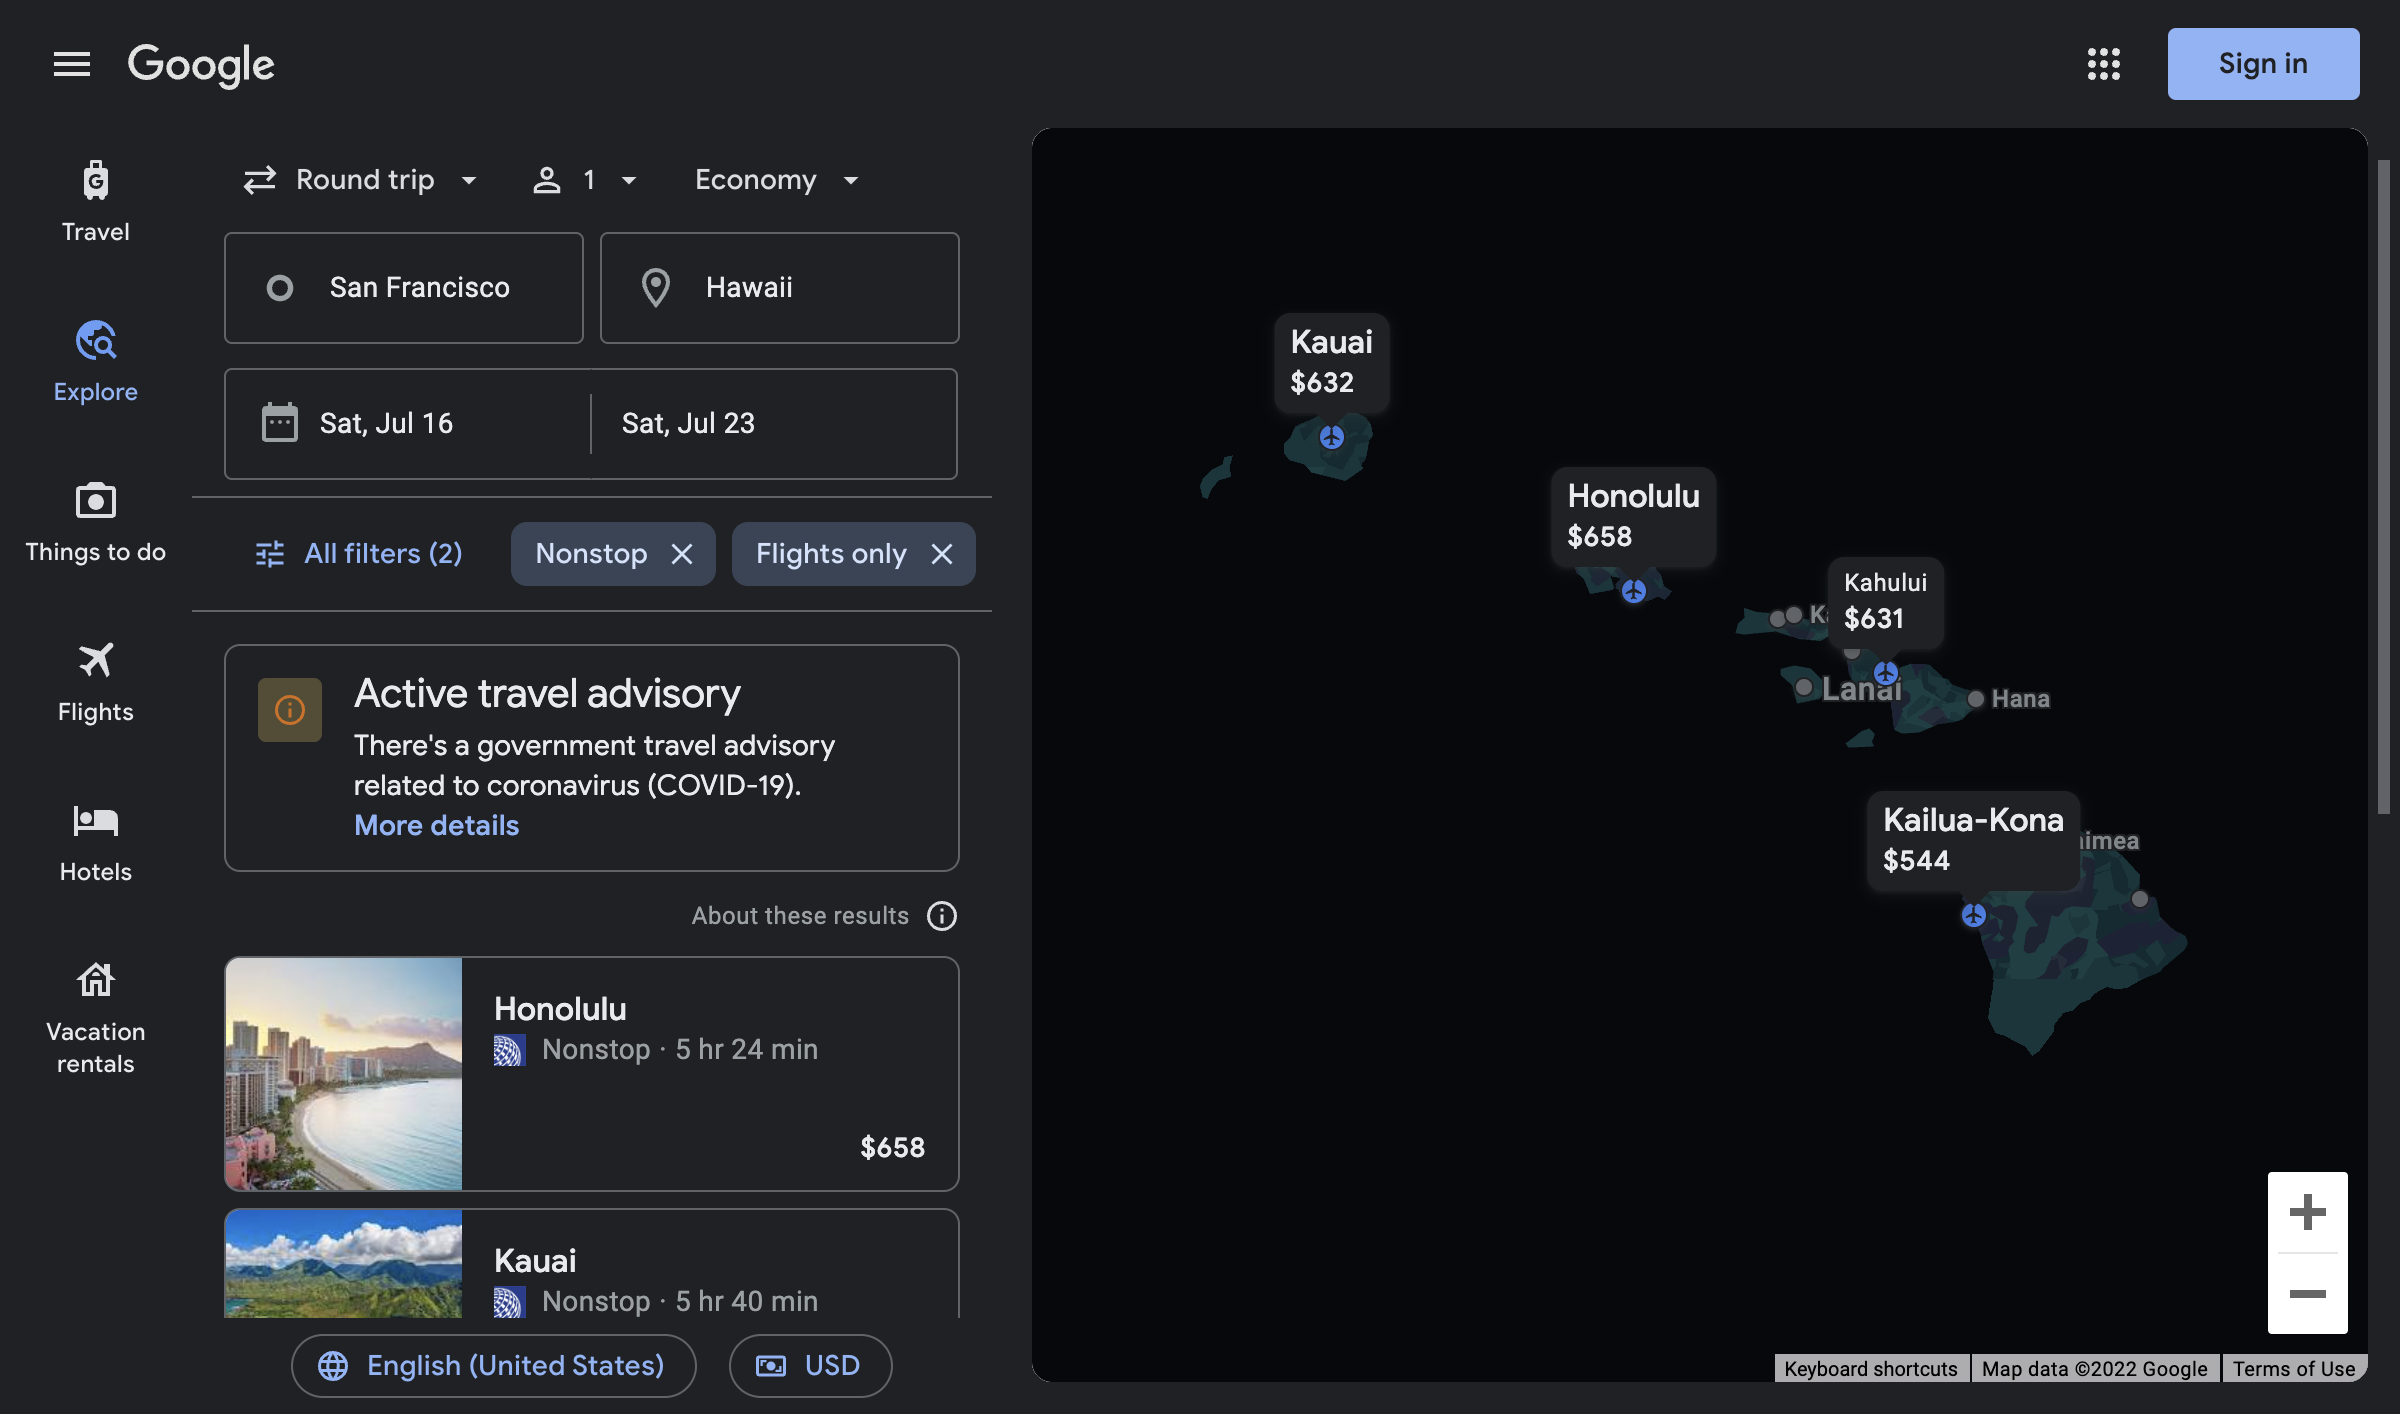 Google
Sign in
Travel
Explore
Things to do
Flights
Hotels
Vacation
rentals
Round trip
1
Economy
San Francisco
Hawaii
Sat, Jul 16
Sat, Jul 23
All filters (2)
Nonstop
Flights only
Active travel advisory
There's a government travel advisory
related to coronavirus (COVID-19).
More details
About these results
Honolulu
Nonstop · 5 hr 24 min
$658
Kauai
Nonstop · 5 hr 40 min
English (United States)
USD
Kauai
$632
Honolulu
$658
Kahului
$631
Lanai
Hana
Kailua-Kona
$544
Keyboard shortcuts
Map data ©2022 Google
Terms of Use